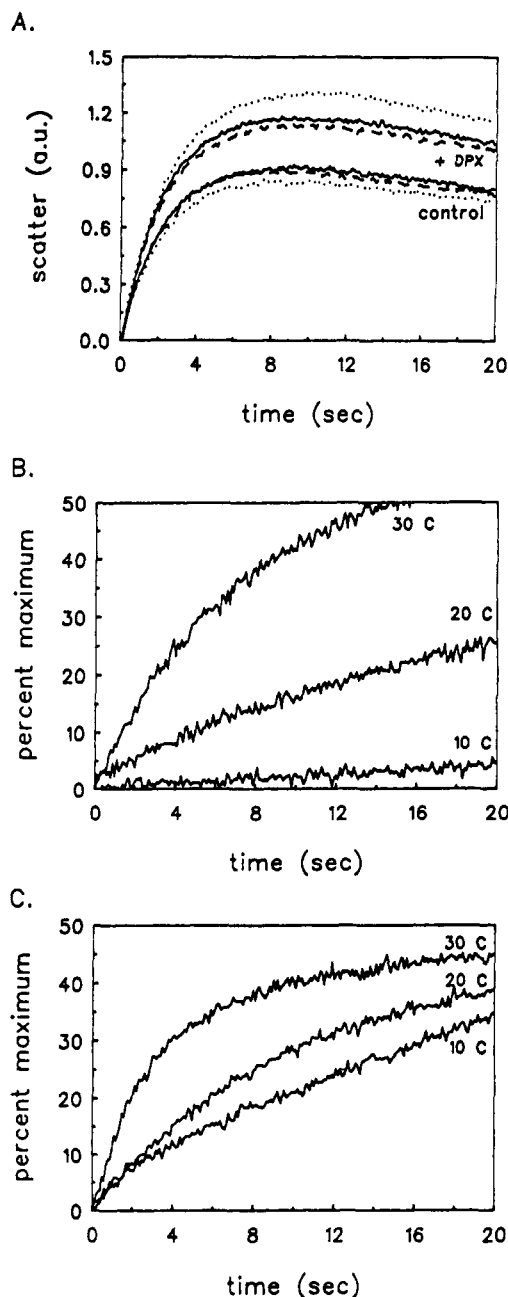 A.
scatter (a.u.)
1.5
1.2
0.9
0.6
0.3
0.0
+ DPX
control
0 4 8 12 16 20
time (sec)
B.
percent maximum
50
40
30
20
10
0
30 C
20 C
10 C
0 4 8 12 16 20
time (sec)
C.
percent maximum
50
40
30
20
10
0
30 C
20 C
10 C
0 4 8 12 16 20
time (sec)